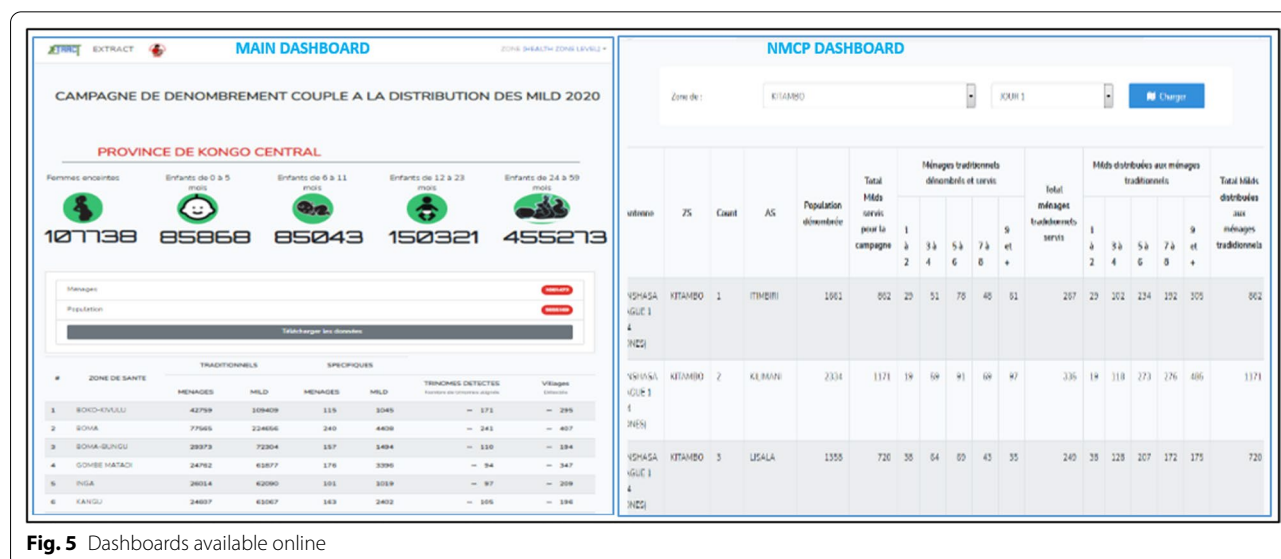 XTRACT EXTRACT MAIN DASHBOARD ZONE (HEALTH ZONE LEVEL)
CAMPAGNE DE DENOMBREMENT COUPLE A LA DISTRIBUTION DES MILD 2020
PROVINCE DE KONGO CENTRAL
Femmes enceintes Enfants de 0 à 5 mois Enfants de 6 à 11 mois Enfants de 12 à 23 mois Enfants de 24 à 59 mois
107738 85868 85043 150321 455273
Ménages
Population
Télécharger les données
TRADITIONNELS SPECIFIQUES
# ZONE DE SANTE MENAGES MILD MENAGES MILD TRINOMES DETECTES Villages
1 BOKO-KIVULU 42759 109409 115 1045 — 171 — 295
2 BOMA 77565 224656 240 4408 — 241 — 407
3 BOMA-BUNGU 28373 72304 157 1494 — 110 — 194
4 GOMBE MATADI 24762 61877 176 3396 — 94 — 347
5 INGA 26014 62090 101 1019 — 97 — 209
6 KANGU 24607 61067 163 2402 — 105 — 196
NMCP DASHBOARD
Zone de : KITAMBO JOUR 1 Charger
Ménages traditionnels dénombrés et servis
Milds distribuées aux ménages traditionnels
ZS Count AS Population dénombrée Total Milds servis pour la campagne 1 à 2 3 à 4 5 à 6 7 à 8 9 et + Total ménages traditionnels servis 1 à 2 3 à 4 5 à 6 7 à 8 9 et + Total Milds distribuées aux ménages traditionnels
KITAMBO 1 ITIMBIRI 1661 862 29 51 78 48 61 267 29 102 234 192 305 862
KITAMBO 2 KILIMANI 2334 1171 19 59 91 69 97 336 19 118 273 276 486 1171
KITAMBO 3 LISALA 1358 720 38 64 69 43 35 249 38 128 207 172 175 720
Fig. 5 Dashboards available online